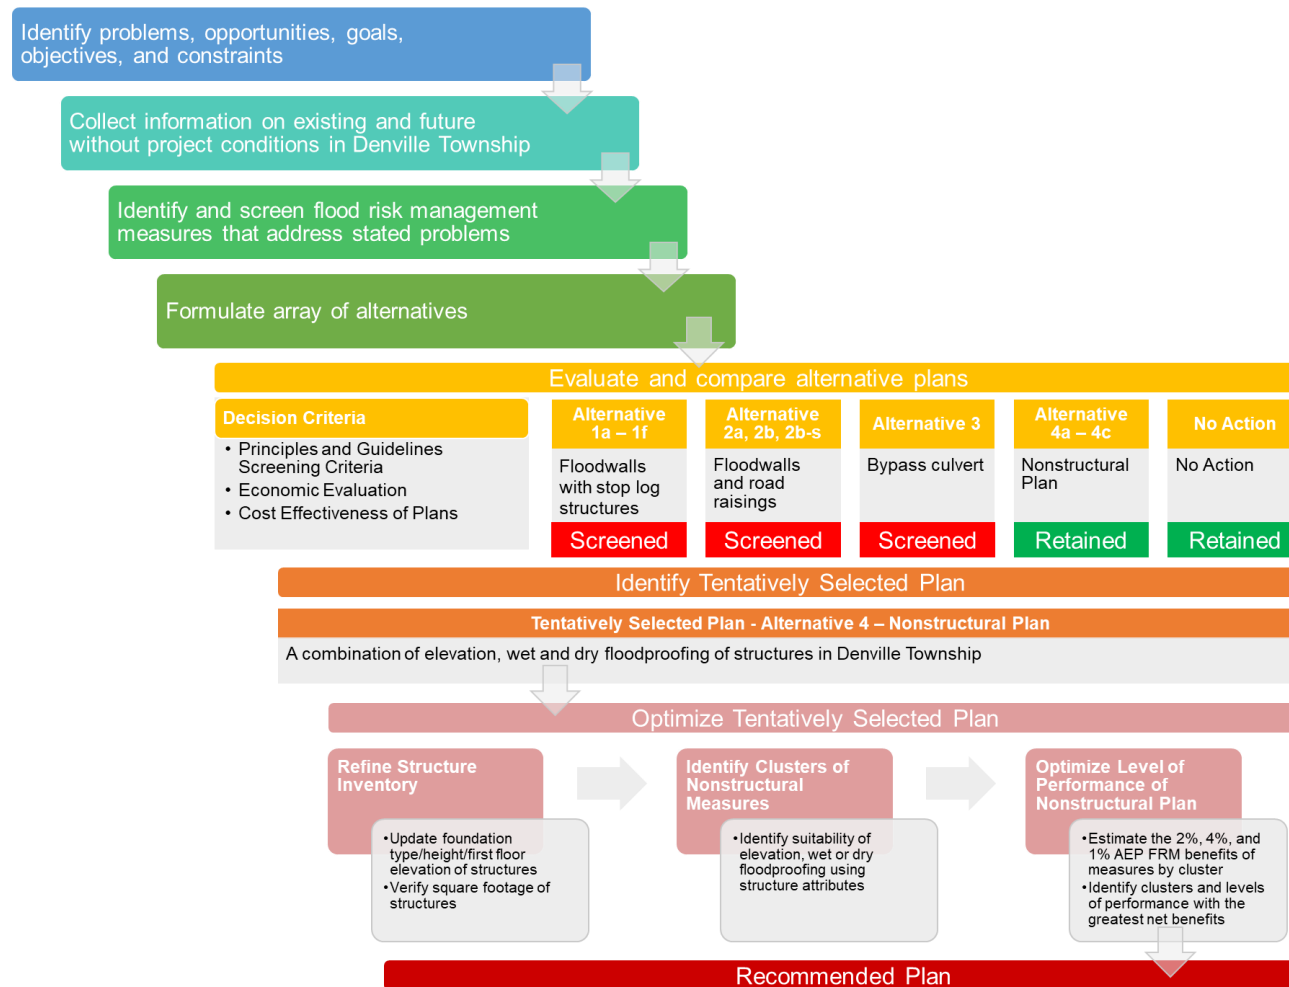 Identify problems, opportunities, goals,
objectives, and constraints
Collect information on existing and future
without project conditions in Denville Township
Identify and screen flood risk management
measures that address stated problems
Formulate array of alternatives
Evaluate and compare alternative plans
Decision Criteria
• Principles and Guidelines
Screening Criteria
• Economic Evaluation
• Cost Effectiveness of Plans
Alternative
1a – 1f
Floodwalls
with stop log
structures
Screened
Alternative
2a, 2b, 2b-s
Floodwalls
and road
raisings
Screened
Alternative 3
Bypass culvert
Screened
Alternative
4a – 4c
Nonstructural
Plan
Retained
No Action
No Action
Retained
Identify Tentatively Selected Plan
Tentatively Selected Plan - Alternative 4 – Nonstructural Plan
A combination of elevation, wet and dry floodproofing of structures in Denville Township
Optimize Tentatively Selected Plan
Refine Structure
Inventory
•Update foundation
type/height/first floor
elevation of structures
•Verify square footage of
structures
Identify Clusters of
Nonstructural
Measures
•Identify suitability of
elevation, wet or dry
floodproofing using
structure attributes
Optimize Level of
Performance of
Nonstructural Plan
•Estimate the 2%, 4%, and
1% AEP FRM benefits of
measures by cluster
•Identify clusters and levels
of performance with the
greatest net benefits
Recommended Plan